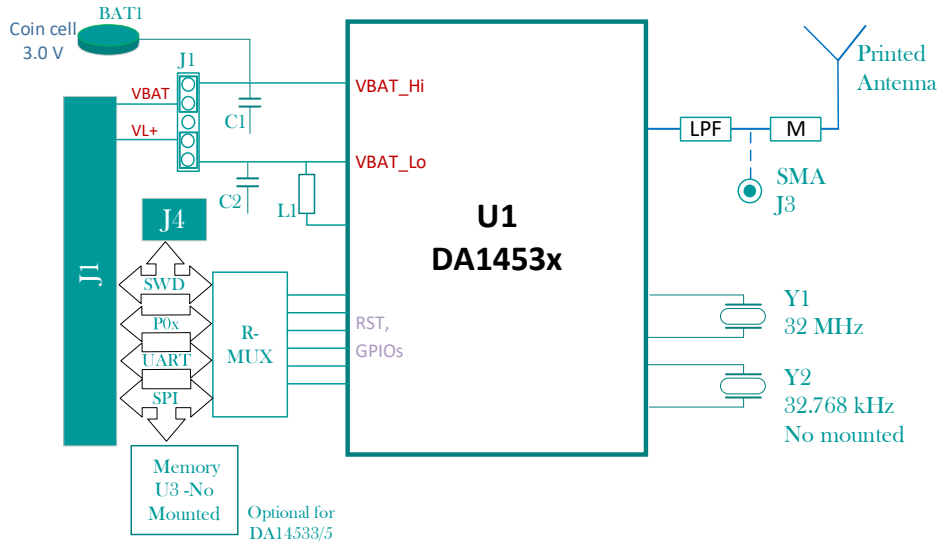 BAT1
Coin cell
3.0 V
J1
VBAT
VBAT_Hi
C1
VL+
VBAT_Lo
C2
L1
J4
J1
SWD
P0x
UART
SPI
R-
MUX
RST,
GPIOs
U1
DA1453x
LPF
M
Printed
Antenna
SMA
J3
Y1
32 MHz
Y2
32.768 kHz
No mounted
Memory
U3 -No
Mounted
Optional for
DA14533/5